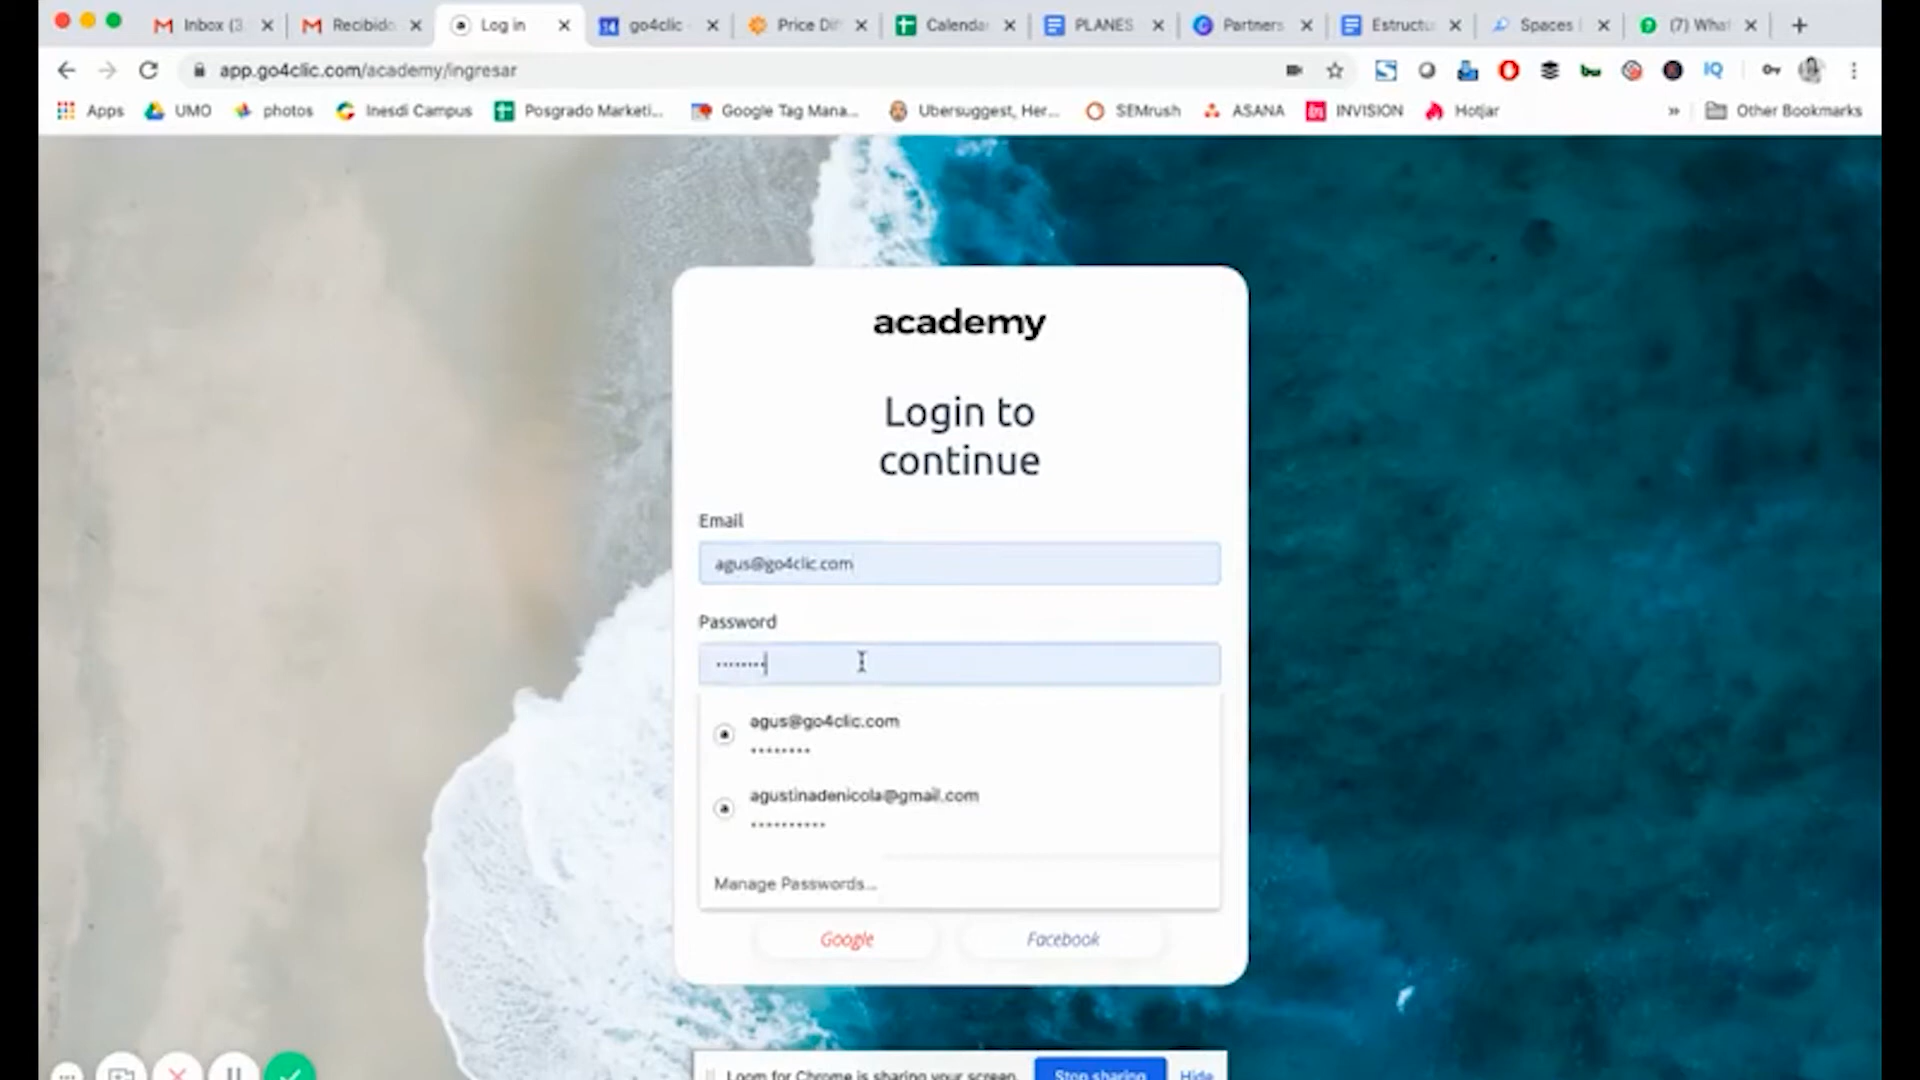 Inbox (3
Recibido
Log in
go4clic
Price Dif
Calenda
PLANES
Partners
Estructu
Spaces
(7) What
app.go4clic.com/academy/ingresar
Apps
UMO
photos
Inesdi Campus
Posgrado Marketi...
Google Tag Mana...
Ubersuggest, Her...
SEMrush
ASANA
INVISION
Hotjar
Other Bookmarks
academy
Login to
continue
Email
agus@go4clic.com
Password
agus@go4clic.com
agustinadenicola@gmail.com
Manage Passwords...
Google
Facebook
Loom for Chrome is sharing your screen.
Stop sharing
Hide